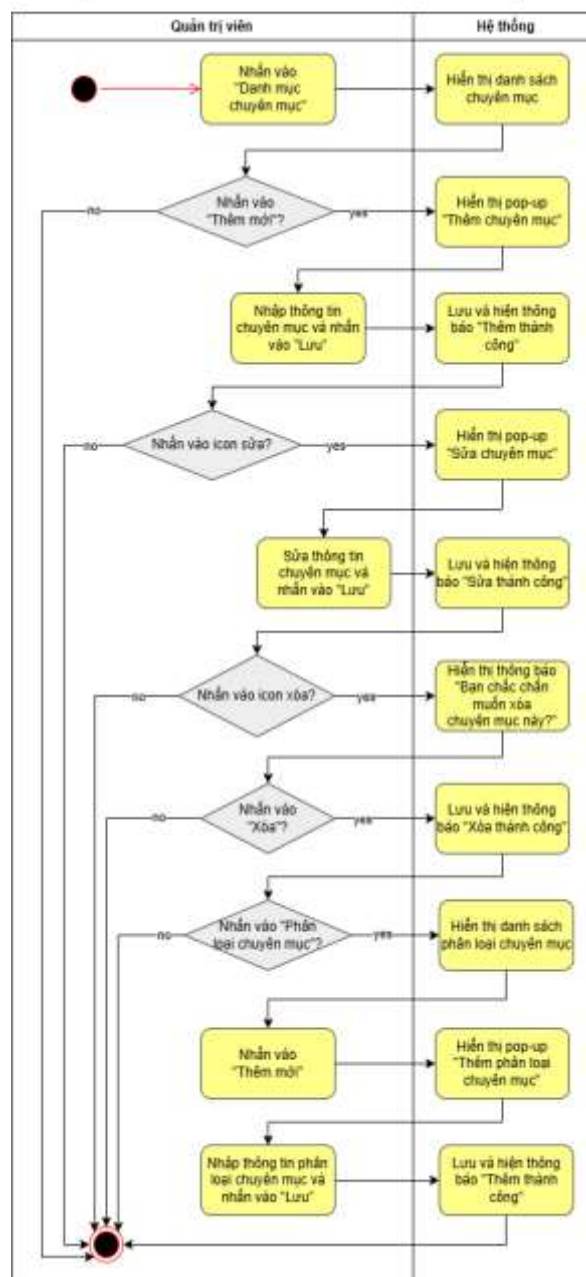 Quản trị viên
Hệ thống
Nhấn vào
"Danh mục
chuyên mục"
Hiển thị danh sách
chuyên mục
Nhấn vào
"Thêm mới"?
no
yes
Hiển thị pop-up
"Thêm chuyên mục"
Nhập thông tin
chuyên mục và nhấn
vào "Lưu"
Lưu và hiện thông
báo "Thêm thành
công"
Nhấn vào icon sửa?
no
yes
Hiển thị pop-up
"Sửa chuyên mục"
Sửa thông tin
chuyên mục và
nhấn vào "Lưu"
Lưu và hiện thông
báo "Sửa thành công"
Nhấn vào icon xóa?
no
yes
Hiển thị thông báo
"Bạn chắc chắn
muốn xóa
chuyên mục này?"
Nhấn vào
"Xóa"?
no
yes
Lưu và hiện thông
báo "Xóa thành công"
Nhấn vào "Phân
loại chuyên mục"?
no
yes
Hiển thị danh sách
phân loại chuyên mục
Nhấn vào
"Thêm mới"
Hiển thị pop-up
"Thêm phân loại
chuyên mục"
Nhập thông tin phân
loại chuyên mục và
nhấn vào "Lưu"
Lưu và hiện thông
báo "Thêm thành
công"